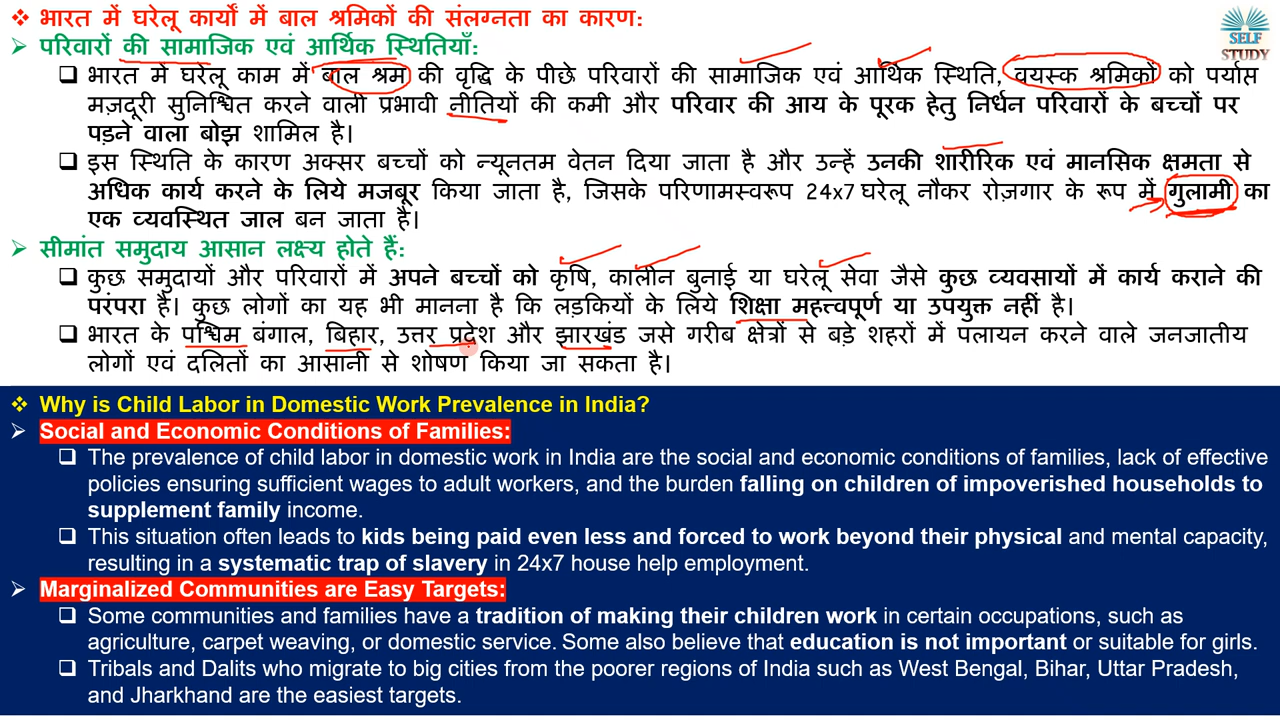 ❖ भारत में घरेलू कार्यों में बाल श्रमिकों की संलग्नता का कारण:
SELF
STUDY
➢ परिवारों की सामाजिक एवं आर्थिक स्थितियाँ:
❑ भारत में घरेलू काम में बाल श्रम की वृद्धि के पीछे परिवारों की सामाजिक एवं आर्थिक स्थिति, वयस्क श्रमिकों को पर्याप्त
मज़दूरी सुनिश्चित करने वाली प्रभावी नीतियों की कमी और परिवार की आय के पूरक हेतु निर्धन परिवारों के बच्चों पर
पड़ने वाला बोझ शामिल है।
❑ इस स्थिति के कारण अक्सर बच्चों को न्यूनतम वेतन दिया जाता है और उन्हें उनकी शारीरिक एवं मानसिक क्षमता से
अधिक कार्य करने के लिये मजबूर किया जाता है, जिसके परिणामस्वरूप 24x7 घरेलू नौकर रोज़गार के रूप में गुलामी का
एक व्यवस्थित जाल बन जाता है।
➢ सीमांत समुदाय आसान लक्ष्य होते हैं:
❑ कुछ समुदायों और परिवारों में अपने बच्चों को कृषि, कालीन बुनाई या घरेलू सेवा जैसे कुछ व्यवसायों में कार्य कराने की
परंपरा है। कुछ लोगों का यह भी मानना है कि लड़कियों के लिये शिक्षा महत्त्वपूर्ण या उपयुक्त नहीं है।
❑ भारत के पश्चिम बंगाल, बिहार, उत्तर प्रदेश और झारखंड जसे गरीब क्षेत्रों से बड़े शहरों में पलायन करने वाले जनजातीय
लोगों एवं दलितों का आसानी से शोषण किया जा सकता है।
❖ Why is Child Labor in Domestic Work Prevalence in India?
➢ Social and Economic Conditions of Families:
❑ The prevalence of child labor in domestic work in India are the social and economic conditions of families, lack of effective
policies ensuring sufficient wages to adult workers, and the burden falling on children of impoverished households to
supplement family income.
❑ This situation often leads to kids being paid even less and forced to work beyond their physical and mental capacity,
resulting in a systematic trap of slavery in 24x7 house help employment.
➢ Marginalized Communities are Easy Targets:
❑ Some communities and families have a tradition of making their children work in certain occupations, such as
agriculture, carpet weaving, or domestic service. Some also believe that education is not important or suitable for girls.
❑ Tribals and Dalits who migrate to big cities from the poorer regions of India such as West Bengal, Bihar, Uttar Pradesh,
and Jharkhand are the easiest targets.